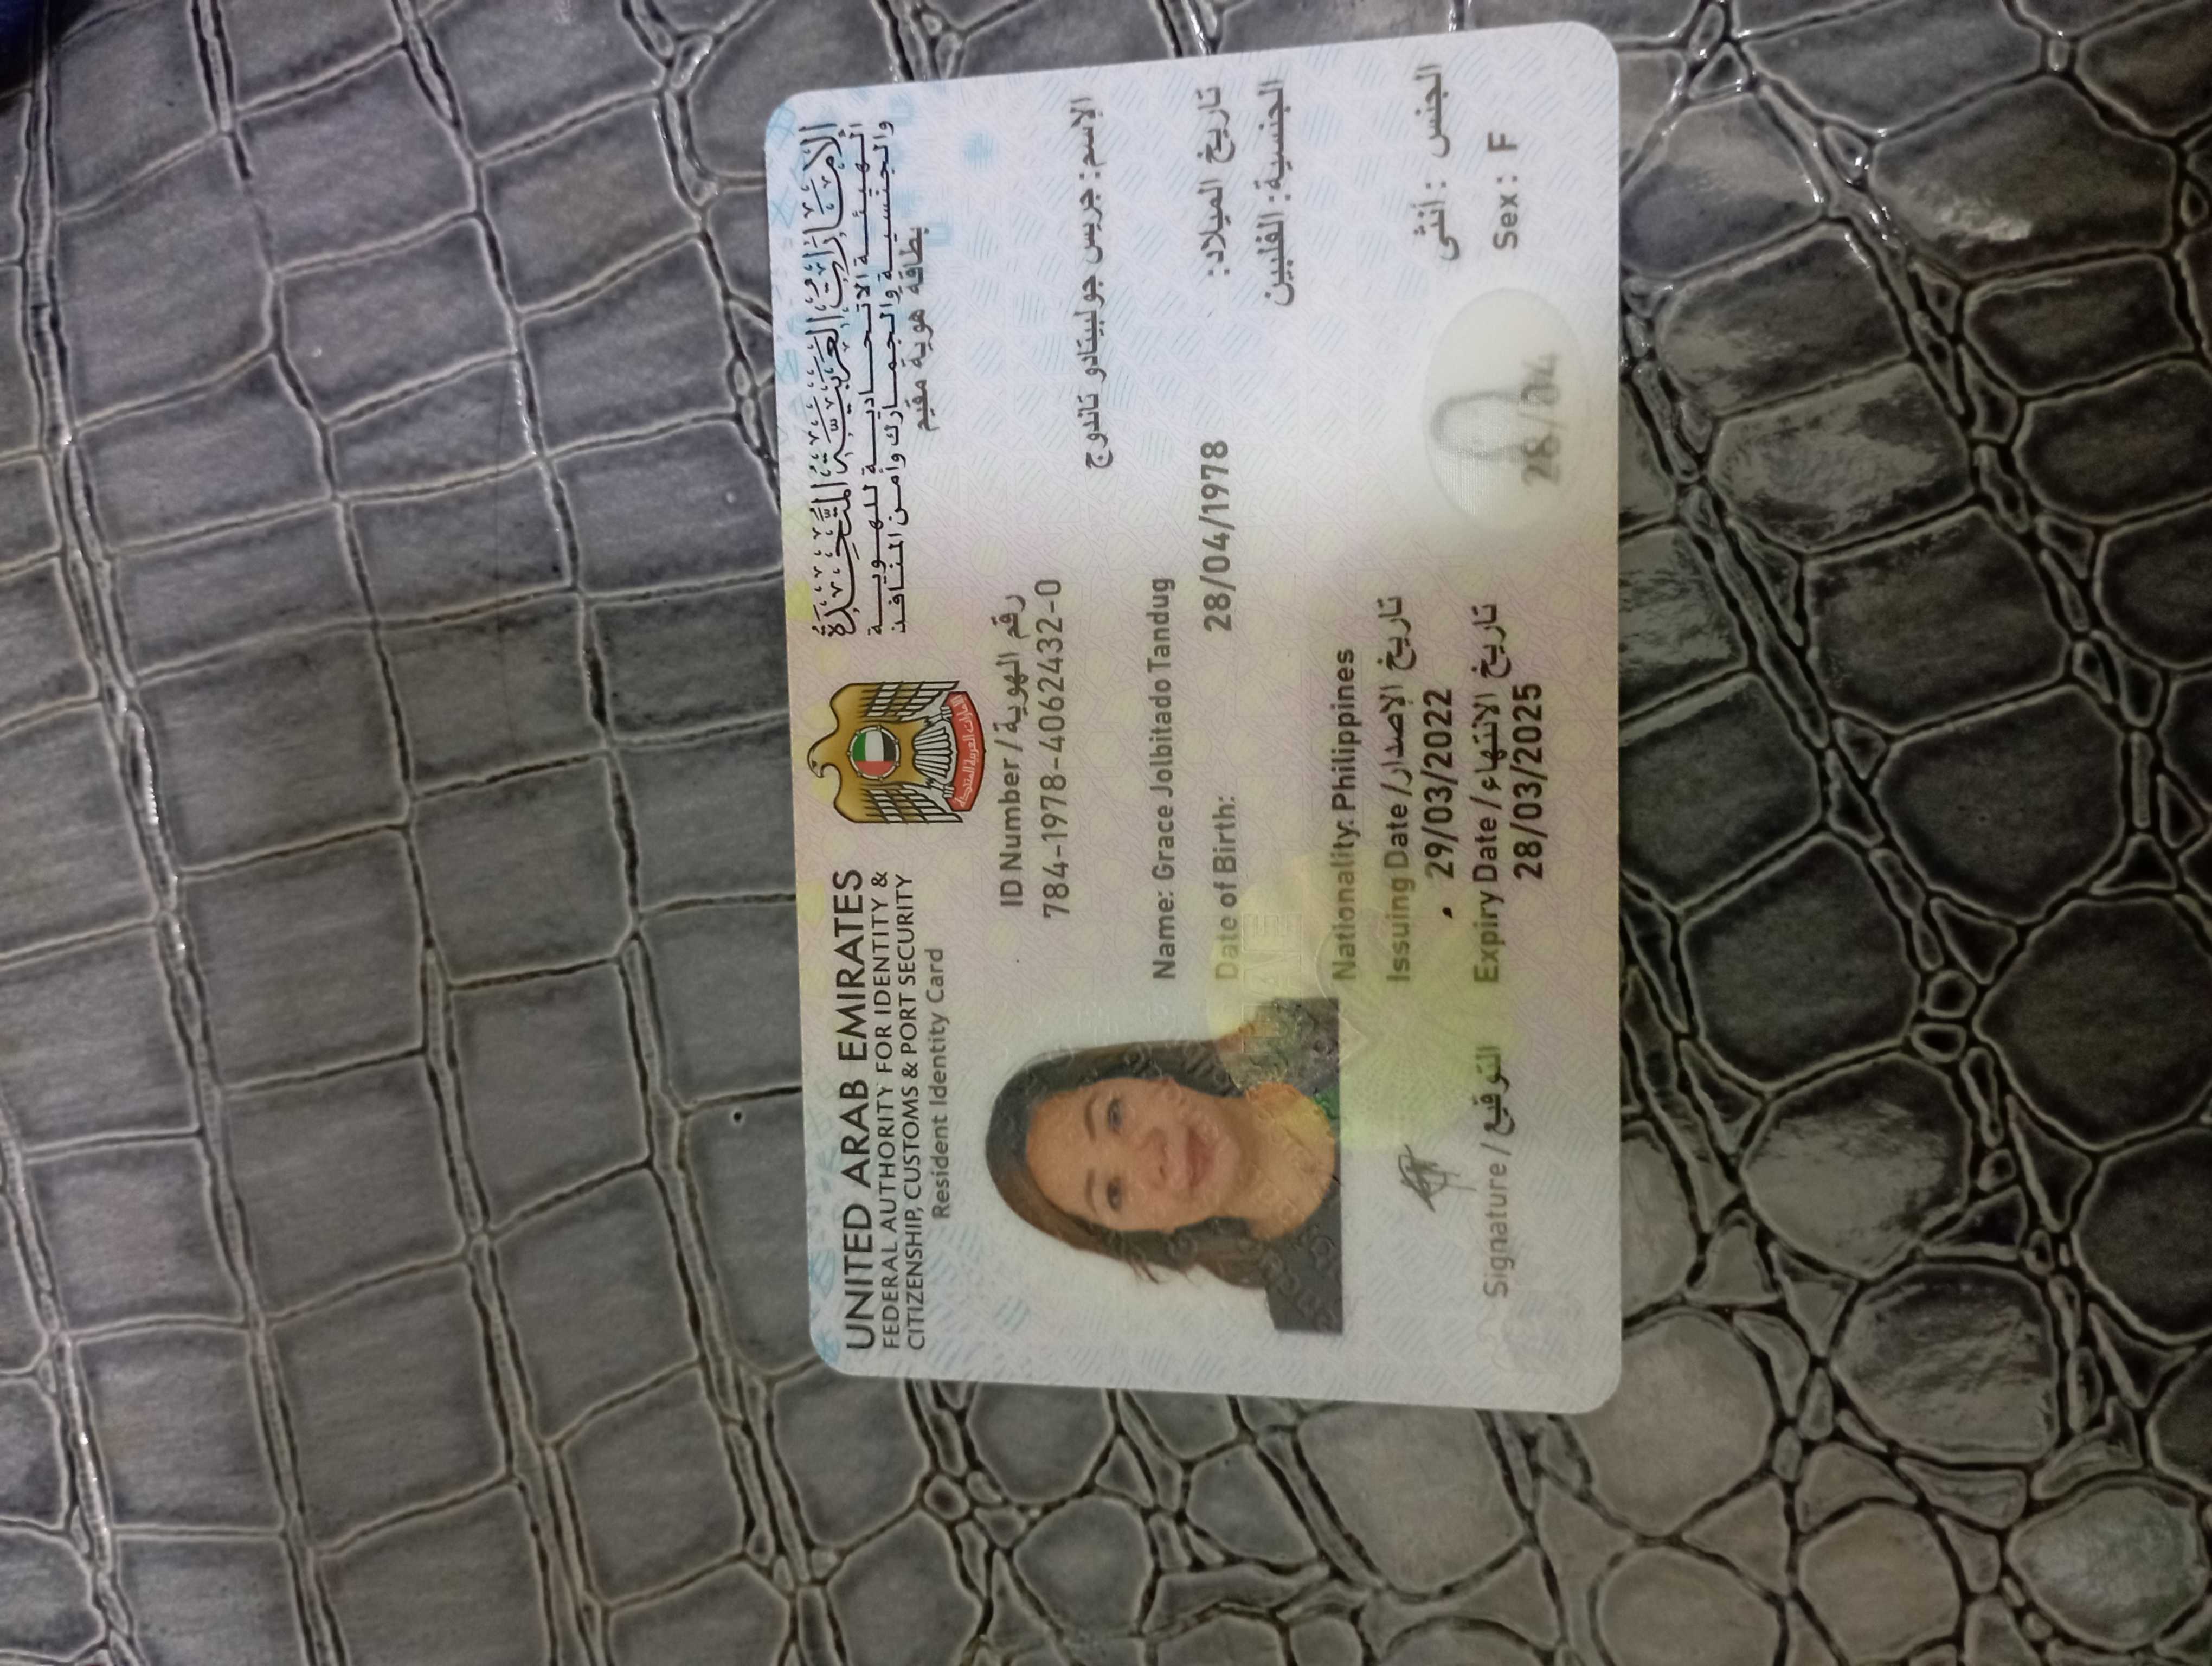 UNITED ARAB EMIRATES
FEDERAL AUTHORITY FOR IDENTITY &
CITIZENSHIP, CUSTOMS & PORT SECURITY
Resident Identity Card
الإمارات العربية المتحدة
الإمارات العربية المتحدة
الهيئة الاتحادية للهوية
والجنسية والجمارك وأمن المنافذ
بطاقة هوية مقيم
ID Number / رقم الهوية
784-1978-4062432-0
الإسم: جريس جولبيتادو تاندوج
Name: Grace Jolbitado Tandug
Date of Birth: 28/04/1978 تاريخ الميلاد:
الجنسية: الفلبين
UAE
Nationality: Philippines
Issuing Date / تاريخ الإصدار
29/03/2022
الجنس : أنثى
Expiry Date / تاريخ الانتهاء
28/03/2025
Sex: F
28/04
Signature / التوقيع